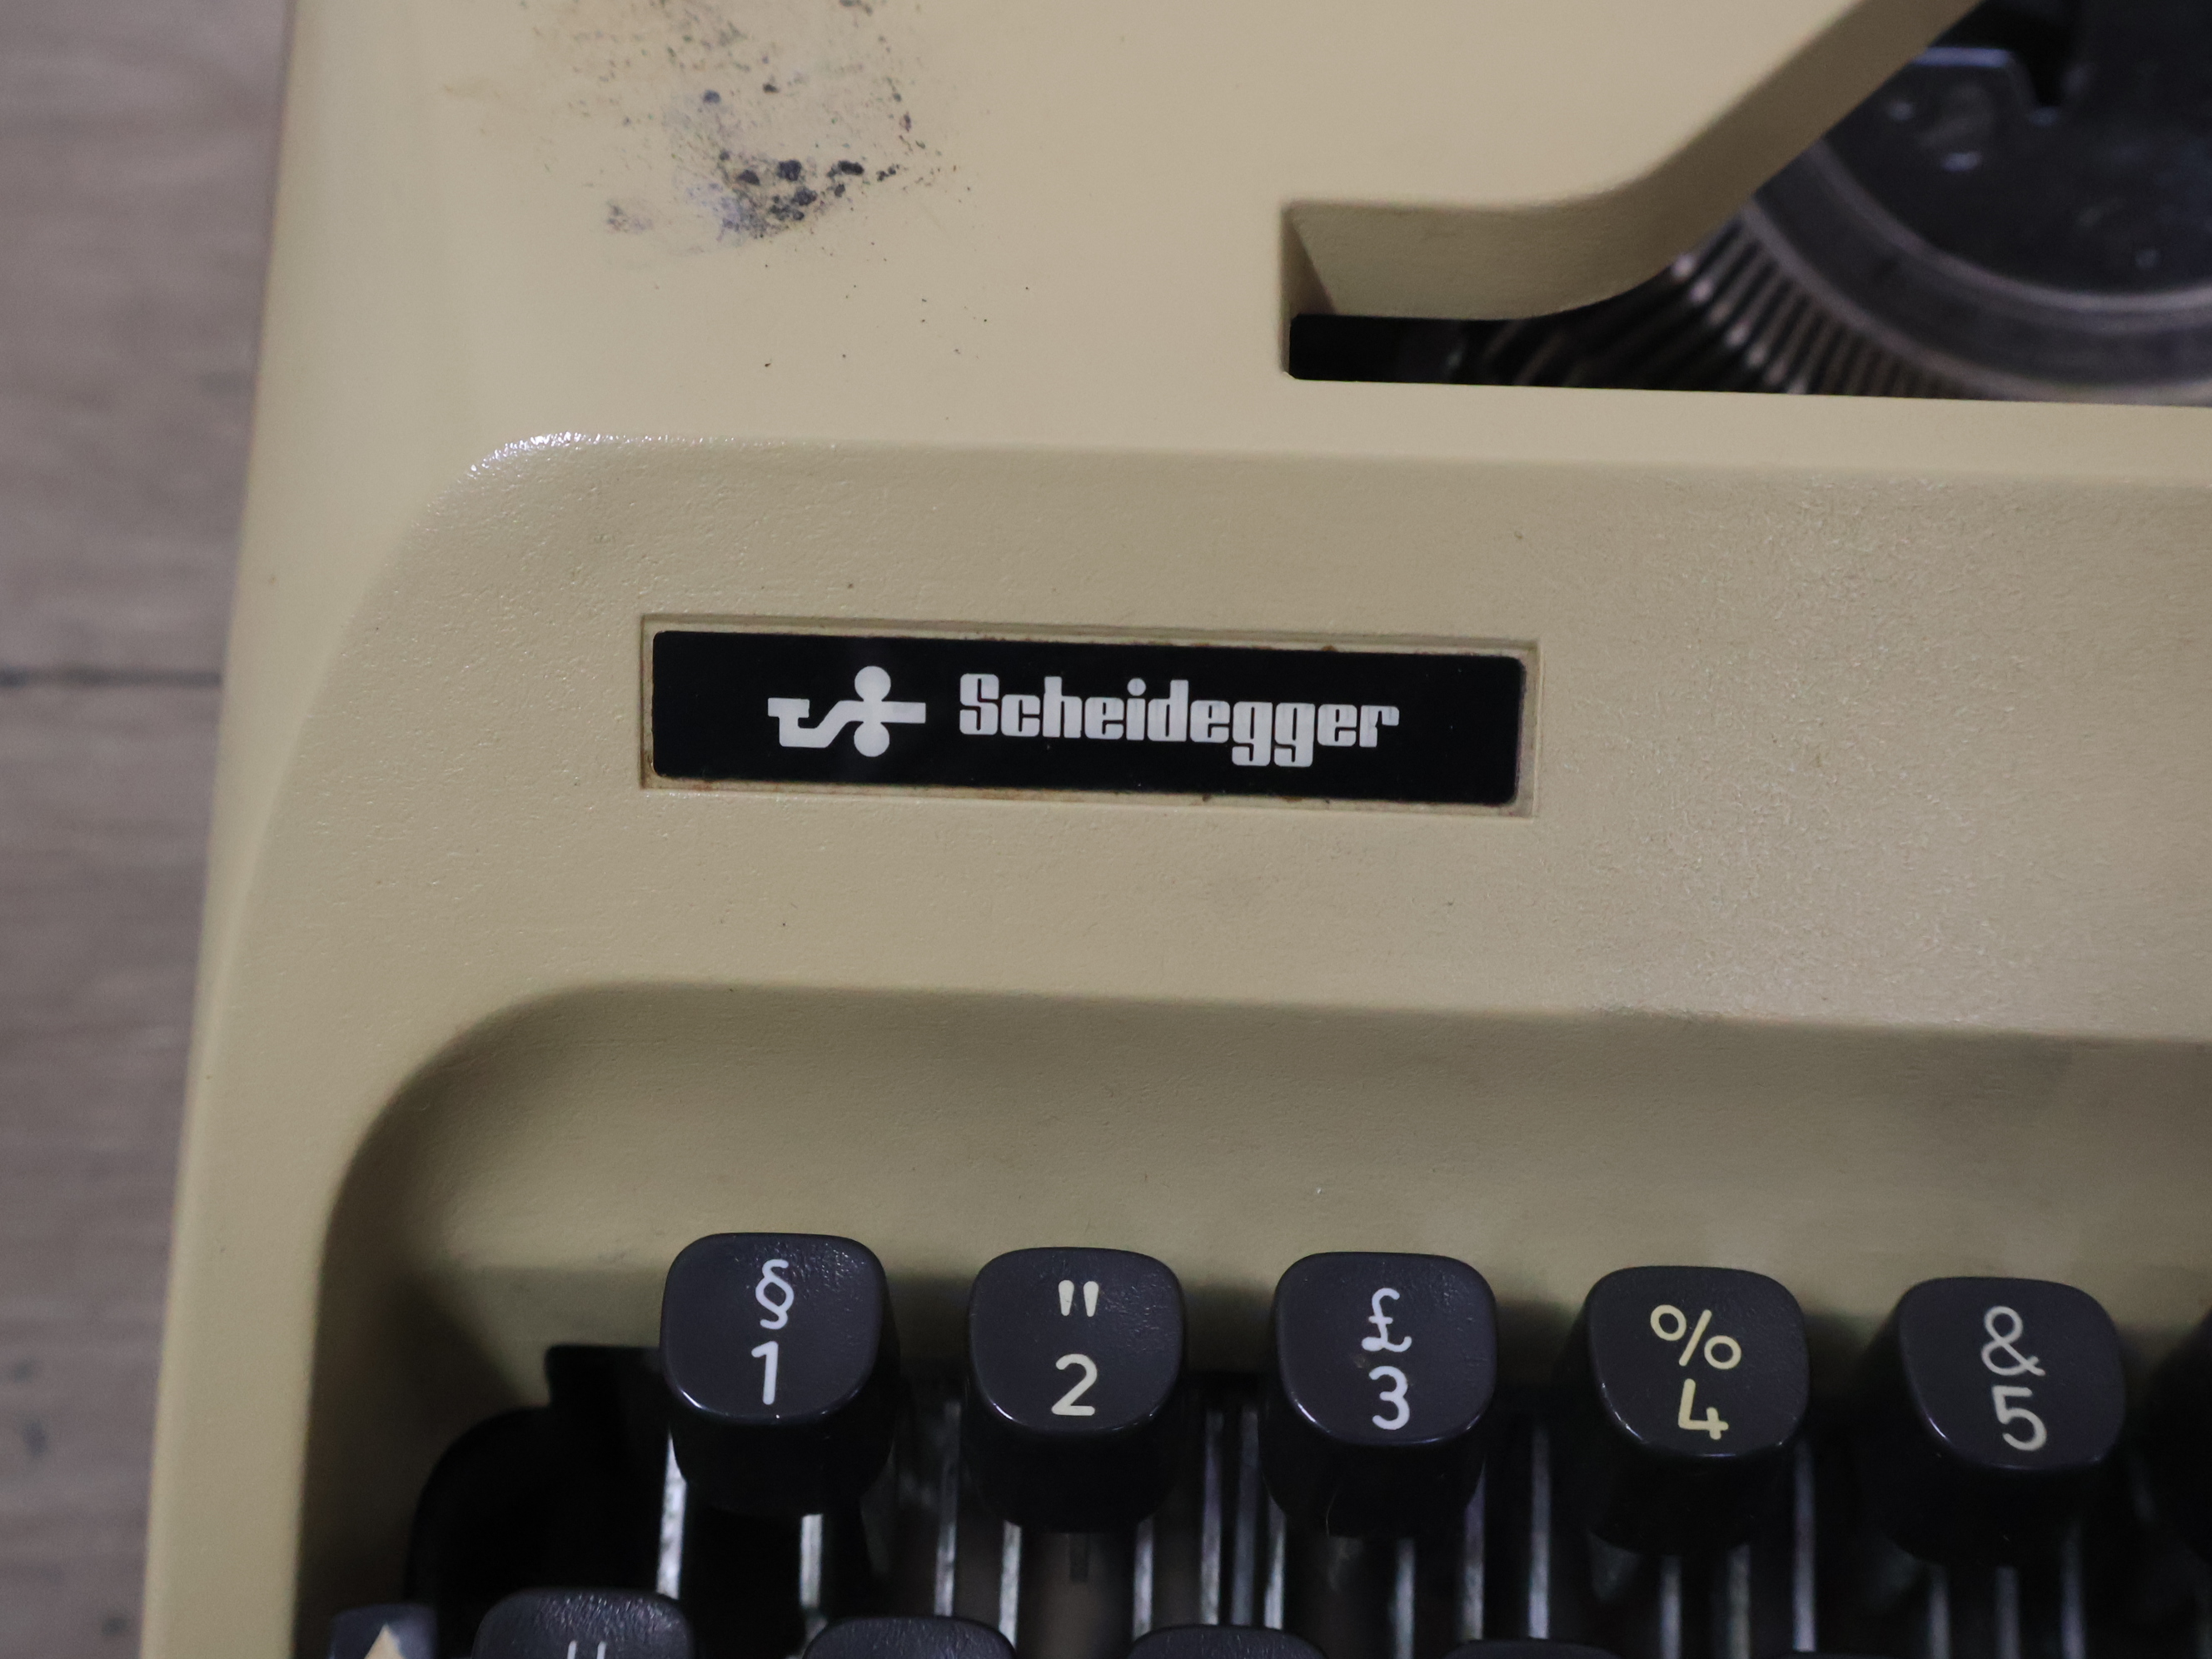 Scheidegger
§ " £ % &
1 2 3 4 5